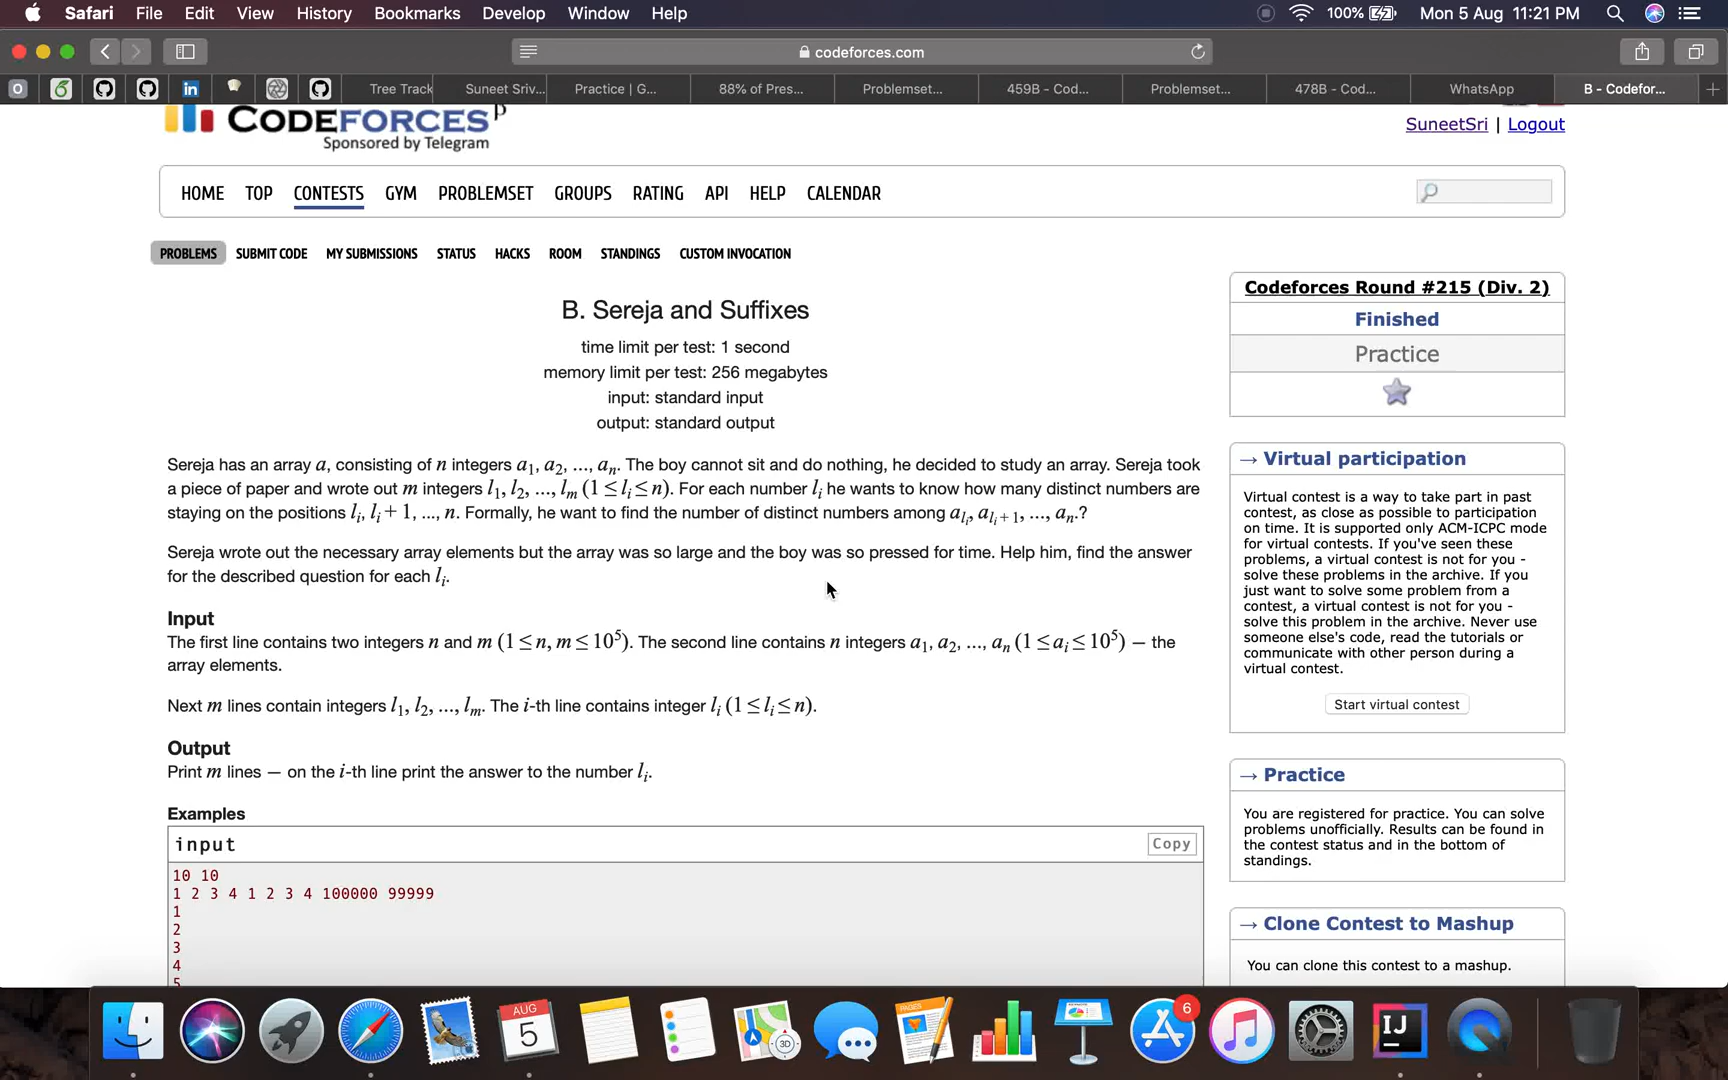 Safari File Edit View History Bookmarks Develop Window Help 100% Mon 5 Aug 11:21 PM
codeforces.com
Tree Track Suneet Sriv... Practice | G... 88% of Pres... Problemset... 459B - Cod... Problemset... 478B - Cod... WhatsApp B - Codefor...
CODEFORCES β
Sponsored by Telegram
SuneetSri | Logout
HOME TOP CONTESTS GYM PROBLEMSET GROUPS RATING API HELP CALENDAR
PROBLEMS SUBMIT CODE MY SUBMISSIONS STATUS HACKS ROOM STANDINGS CUSTOM INVOCATION
B. Sereja and Suffixes
time limit per test: 1 second
memory limit per test: 256 megabytes
input: standard input
output: standard output
Sereja has an array a, consisting of n integers a1, a2, ..., an. The boy cannot sit and do nothing, he decided to study an array. Sereja took
a piece of paper and wrote out m integers l1, l2, ..., lm (1 ≤ li ≤ n). For each number li he wants to know how many distinct numbers are
staying on the positions li, li + 1, ..., n. Formally, he want to find the number of distinct numbers among ali, ali + 1, ..., an.?
Sereja wrote out the necessary array elements but the array was so large and the boy was so pressed for time. Help him, find the answer
for the described question for each li.
Input
The first line contains two integers n and m (1 ≤ n, m ≤ 10⁵). The second line contains n integers a1, a2, ..., an (1 ≤ ai ≤ 10⁵) — the
array elements.
Next m lines contain integers l1, l2, ..., lm. The i-th line contains integer li (1 ≤ li ≤ n).
Output
Print m lines — on the i-th line print the answer to the number li.
Examples
input Copy
10 10
1 2 3 4 1 2 3 4 100000 99999
1
2
3
4
5
Codeforces Round #215 (Div. 2)
Finished
Practice
→ Virtual participation
Virtual contest is a way to take part in past
contest, as close as possible to participation
on time. It is supported only ACM-ICPC mode
for virtual contests. If you've seen these
problems, a virtual contest is not for you -
solve these problems in the archive. If you
just want to solve some problem from a
contest, a virtual contest is not for you -
solve this problem in the archive. Never use
someone else's code, read the tutorials or
communicate with other person during a
virtual contest.
Start virtual contest
→ Practice
You are registered for practice. You can solve
problems unofficially. Results can be found in
the contest status and in the bottom of
standings.
→ Clone Contest to Mashup
You can clone this contest to a mashup.
AUG
5
3D
PAGES
6
IJ